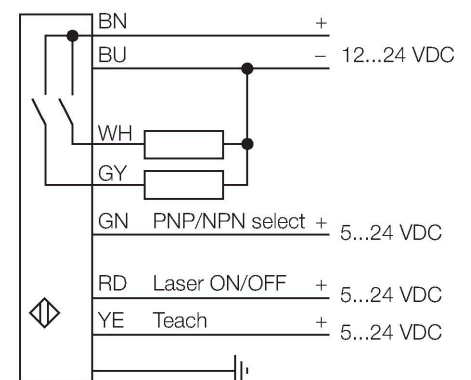 BN +
BU − 12...24 VDC
WH
GY
GN PNP/NPN select + 5...24 VDC
RD Laser ON/OFF + 5...24 VDC
YE Teach + 5...24 VDC